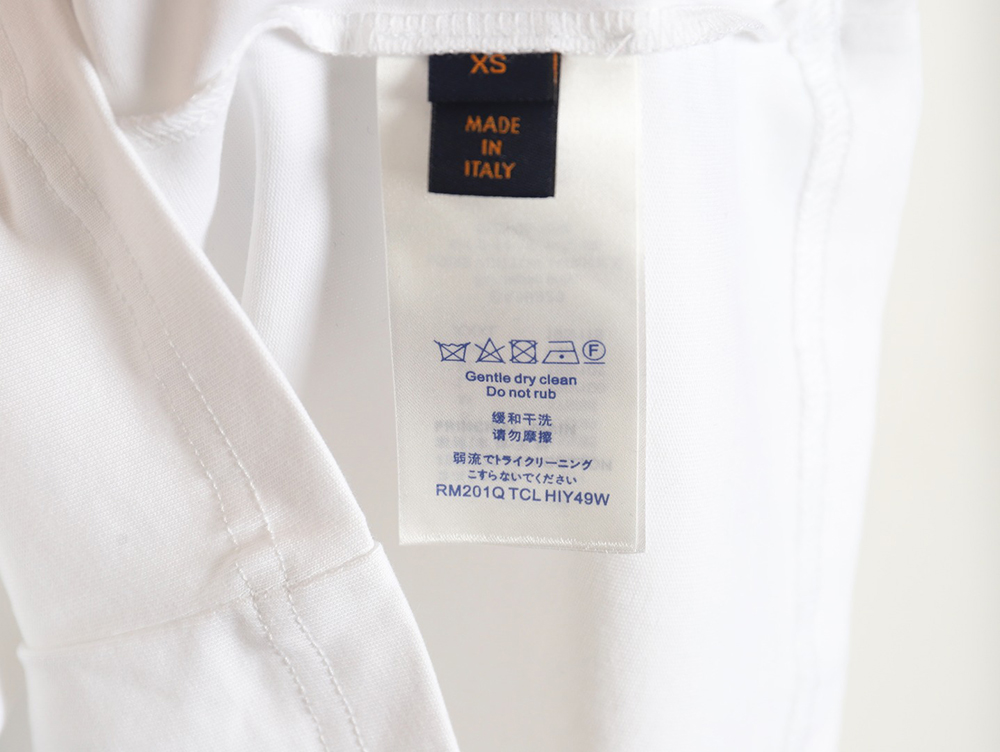 XS
MADE
IN
ITALY
F
Gentle dry clean
Do not rub
缓和干洗
请勿摩擦
弱流でトライクリーニング
こすらないでください
RM201Q TCL HIY49W